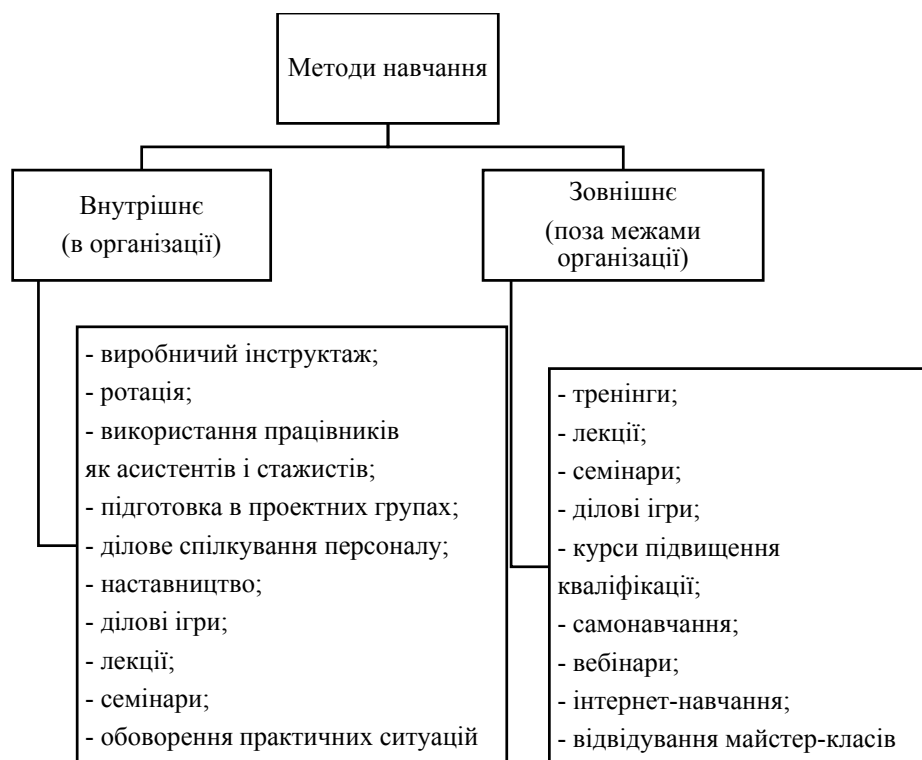 Методи навчання
Внутрішнє
(в організації)
Зовнішнє
(поза межами
організації)
- виробничий інструктаж;
- ротація;
- використання працівників
як асистентів і стажистів;
- підготовка в проектних групах;
- ділове спілкування персоналу;
- наставництво;
- ділові ігри;
- лекції;
- семінари;
- обоворення практичних ситуацій
- тренінги;
- лекції;
- семінари;
- ділові ігри;
- курси підвищення
кваліфікації;
- самонавчання;
- вебінари;
- інтернет-навчання;
- відвідування майстер-класів